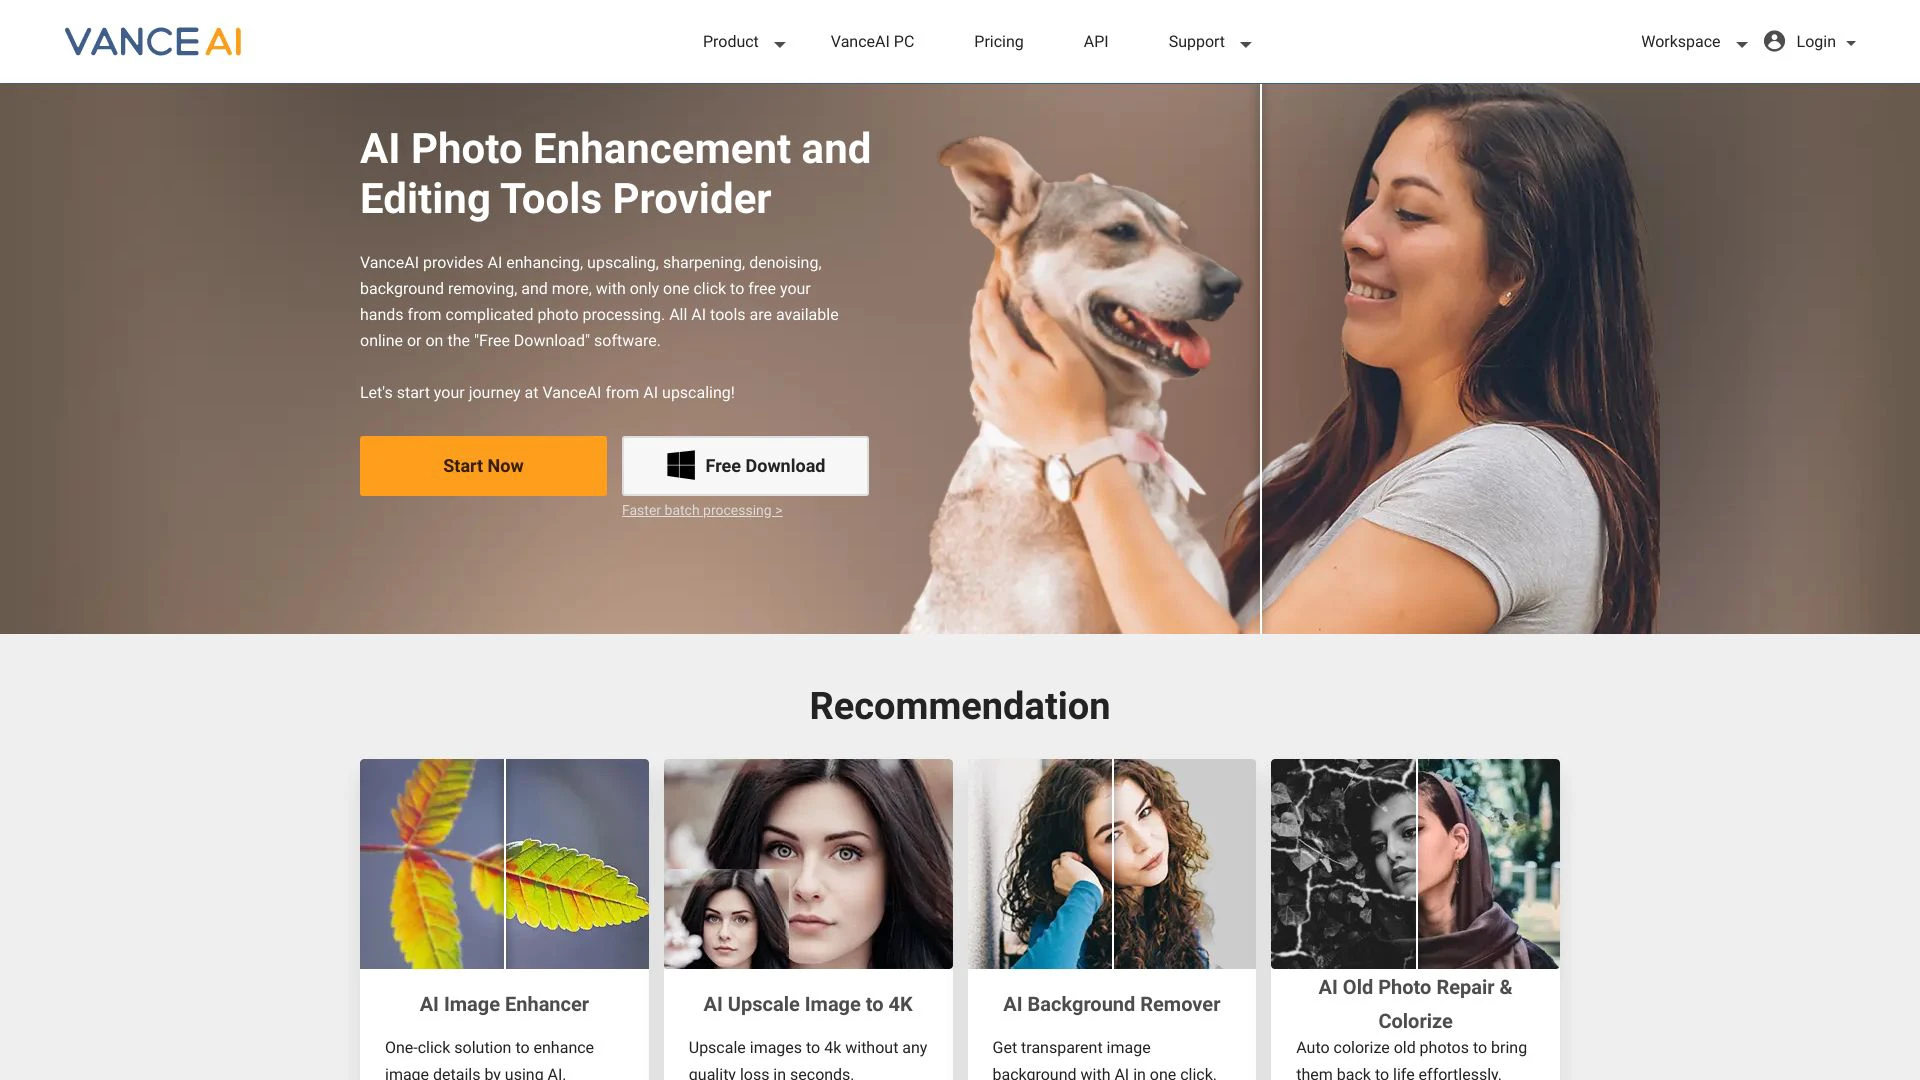 VANCE AI
Product
VanceAI PC
Pricing
API
Support
Workspace
Login
AI Photo Enhancement and
Editing Tools Provider
VanceAI provides AI enhancing, upscaling, sharpening, denoising,
background removing, and more, with only one click to free your
hands from complicated photo processing. All AI tools are available
online or on the "Free Download" software.
Let's start your journey at VanceAI from AI upscaling!
Start Now
Free Download
Faster batch processing >
Recommendation
AI Image Enhancer
One-click solution to enhance
image details by using AI.
AI Upscale Image to 4K
Upscale images to 4k without any
quality loss in seconds.
AI Background Remover
Get transparent image
background with AI in one click.
AI Old Photo Repair &
Colorize
Auto colorize old photos to bring
them back to life effortlessly.